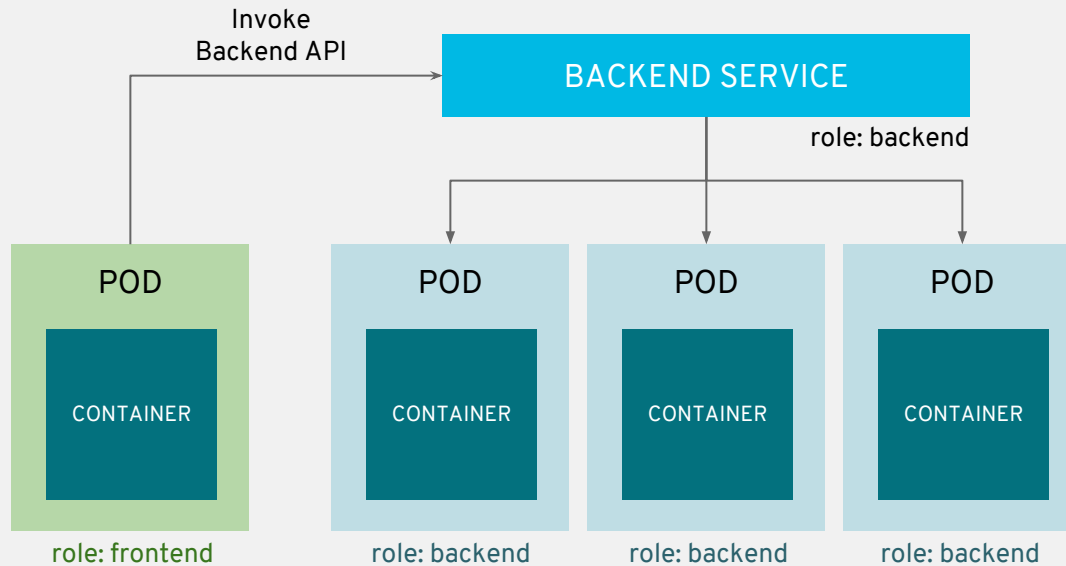 Invoke
Backend API
BACKEND SERVICE
role: backend
POD
POD
POD
POD
CONTAINER
CONTAINER
CONTAINER
CONTAINER
role: frontend
role: backend
role: backend
role: backend